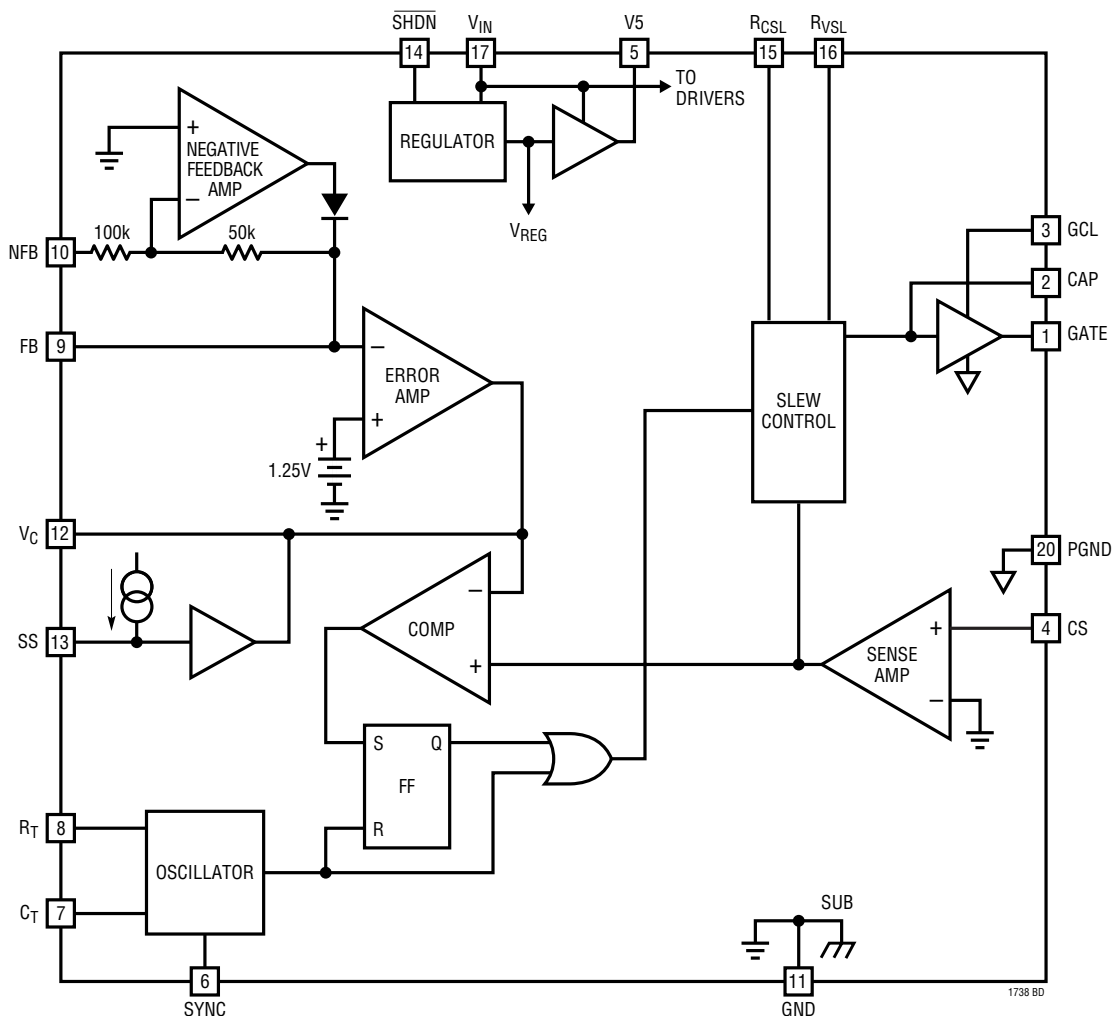 SHDN
VIN
V5
RCSL
RVSL
14
17
5
15
16
TO
DRIVERS
REGULATOR
VREG
+
NEGATIVE
FEEDBACK
AMP
−
100k
50k
NFB
10
FB
9
−
ERROR
AMP
+
+
1.25V
3
GCL
2
CAP
1
GATE
SLEW
CONTROL
VC
12
20
PGND
SS
13
−
COMP
+
4
CS
+
SENSE
AMP
−
S
Q
FF
R
RT
8
OSCILLATOR
CT
7
6
SYNC
SUB
11
GND
1738 BD